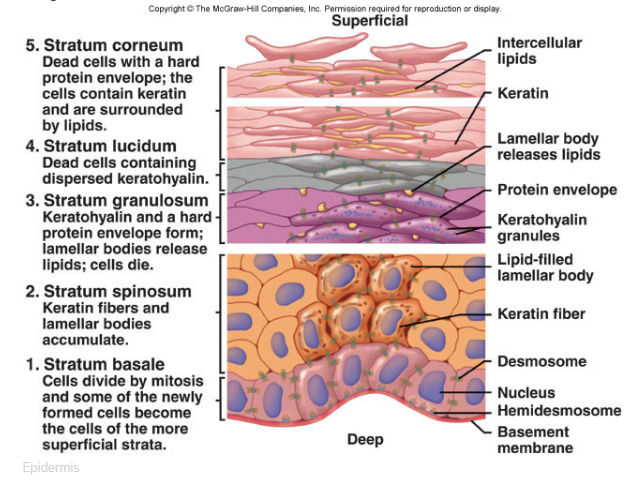 Copyright © The McGraw-Hill Companies, Inc. Permission required for reproduction or display.
Superficial
5. Stratum corneum
Dead cells with a hard
protein envelope; the
cells contain keratin
and are surrounded
by lipids.
4. Stratum lucidum
Dead cells containing
dispersed keratohyalin.
3. Stratum granulosum
Keratohyalin and a hard
protein envelope form;
lamellar bodies release
lipids; cells die.
2. Stratum spinosum
Keratin fibers and
lamellar bodies
accumulate.
1. Stratum basale
Cells divide by mitosis
and some of the newly
formed cells become
the cells of the more
superficial strata.
Intercellular
lipids
Keratin
Lamellar body
releases lipids
Protein envelope
Keratohyalin
granules
Lipid-filled
lamellar body
Keratin fiber
Desmosome
Nucleus
Hemidesmosome
Basement
membrane
Deep
Epidermis